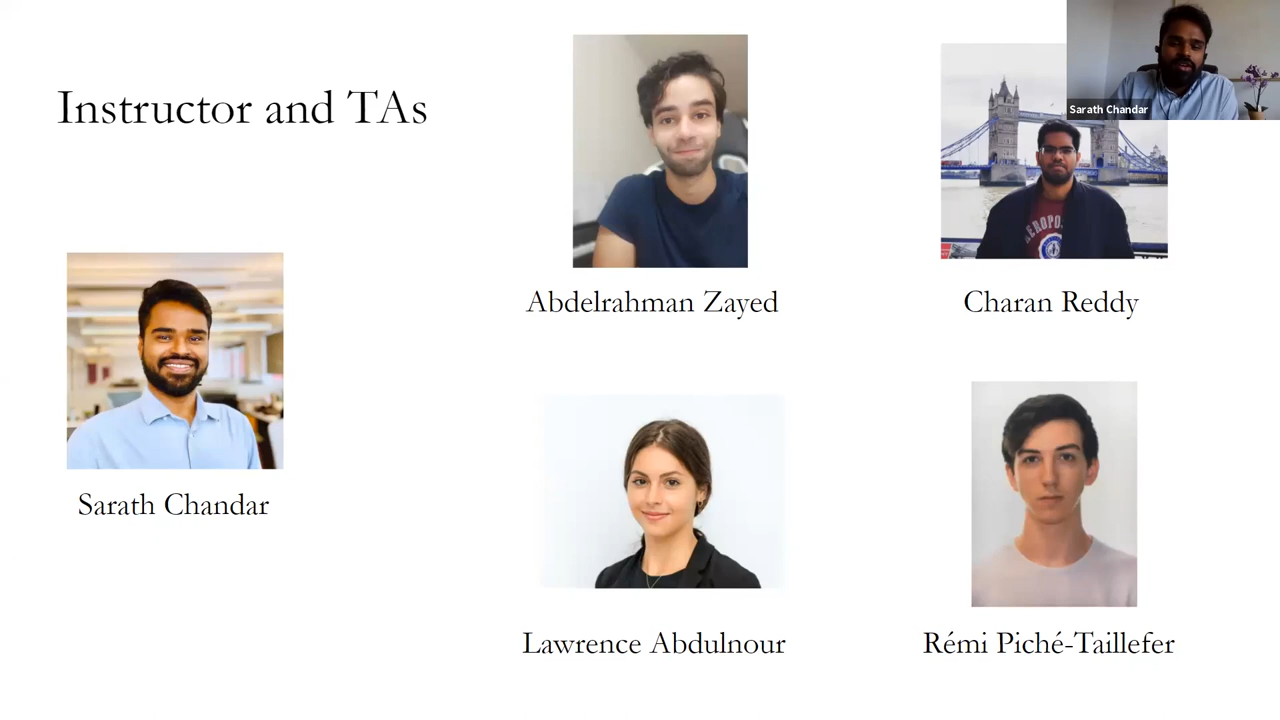 Instructor and TAs
Sarath Chandar
Abdelrahman Zayed
Charan Reddy
Sarath Chandar
Lawrence Abdulnour
Rémi Piché-Taillefer